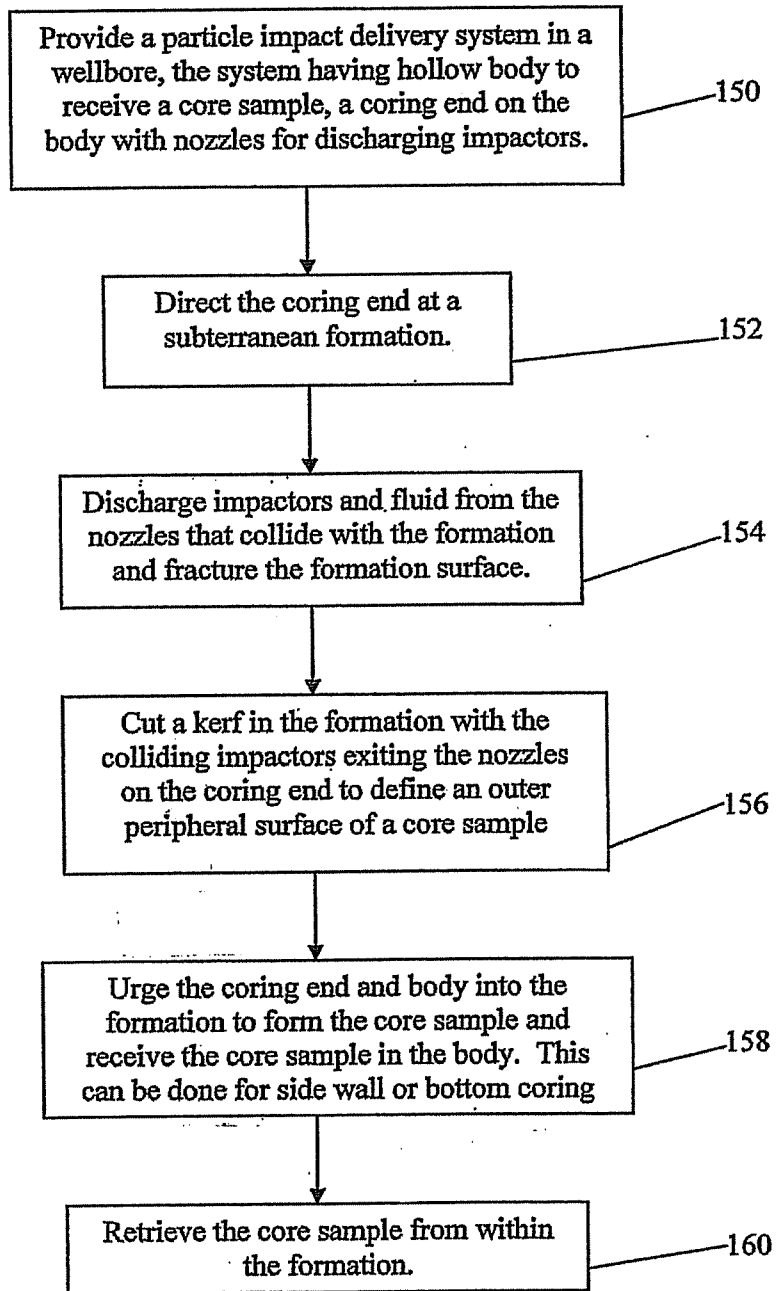 Provide a particle impact delivery system in a
wellbore, the system having hollow body to
receive a core sample, a coring end on the
body with nozzles for discharging impactors.
150
Direct the coring end at a
subterranean formation.
152
Discharge impactors and fluid from the
nozzles that collide with the formation
and fracture the formation surface.
154
Cut a kerf in the formation with the
colliding impactors exiting the nozzles
on the coring end to define an outer
peripheral surface of a core sample
156
Urge the coring end and body into the
formation to form the core sample and
receive the core sample in the body. This
can be done for side wall or bottom coring
158
Retrieve the core sample from within
the formation.
160